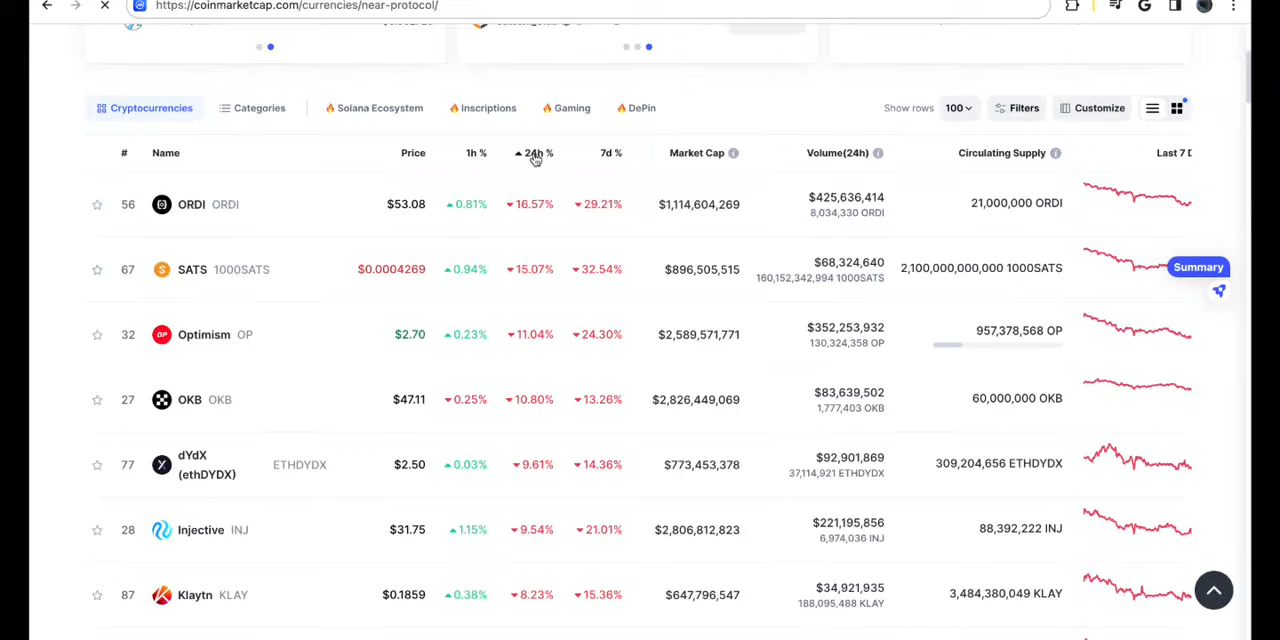 https://coinmarketcap.com/currencies/near-protocol/
Cryptocurrencies Categories Solana Ecosystem Inscriptions Gaming DePin Show rows 100 Filters Customize
# Name Price 1h % 24h % 7d % Market Cap Volume(24h) Circulating Supply Last 7 D
56 ORDI ORDI $53.08 0.81% 16.57% 29.21% $1,114,604,269 $425,636,414 21,000,000 ORDI
8,034,330 ORDI
67 SATS 1000SATS $0.0004269 0.94% 15.07% 32.54% $896,505,515 $68,324,640 2,100,000,000,000 1000SATS
160,152,342,994 1000SATS
Summary
32 Optimism OP $2.70 0.23% 11.04% 24.30% $2,589,571,771 $352,253,932 957,378,568 OP
130,324,358 OP
27 OKB OKB $47.11 0.25% 10.80% 13.26% $2,826,449,069 $83,639,502 60,000,000 OKB
1,777,403 OKB
77 dYdX (ethDYDX) ETHDYDX $2.50 0.03% 9.61% 14.36% $773,453,378 $92,901,869 309,204,656 ETHDYDX
37,114,921 ETHDYDX
28 Injective INJ $31.75 1.15% 9.54% 21.01% $2,806,812,823 $221,195,856 88,392,222 INJ
6,974,036 INJ
87 Klaytn KLAY $0.1859 0.38% 8.23% 15.36% $647,796,547 $34,921,935 3,484,380,049 KLAY
188,095,488 KLAY